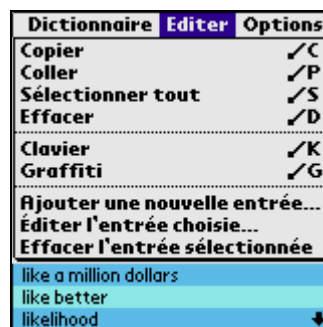 Dictionnaire Editer Options
Copier /C
Coller /P
Sélectionner tout /S
Effacer /D
Clavier /K
Graffiti /G
Ajouter une nouvelle entrée...
Éditer l'entrée choisie...
Effacer l'entrée sélectionnée
like a million dollars
like better
likelihood